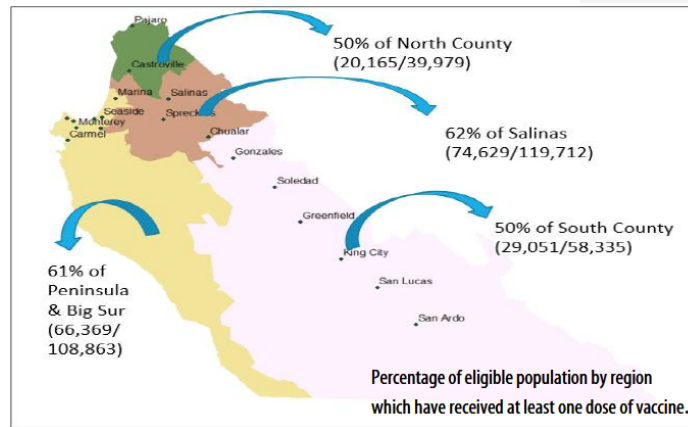 Pajaro
50% of North County
(20,165/39,979)
Castroville
Marina
Salinas
Seaside
Spreckels
Monterey
Carmel
Chualar
62% of Salinas
(74,629/119,712)
Gonzales
Soledad
Greenfield
50% of South County
(29,051/58,335)
King City
61% of
Peninsula
& Big Sur
(66,369/
108,863)
San Lucas
San Ardo
Percentage of eligible population by region
which have received at least one dose of vaccine.